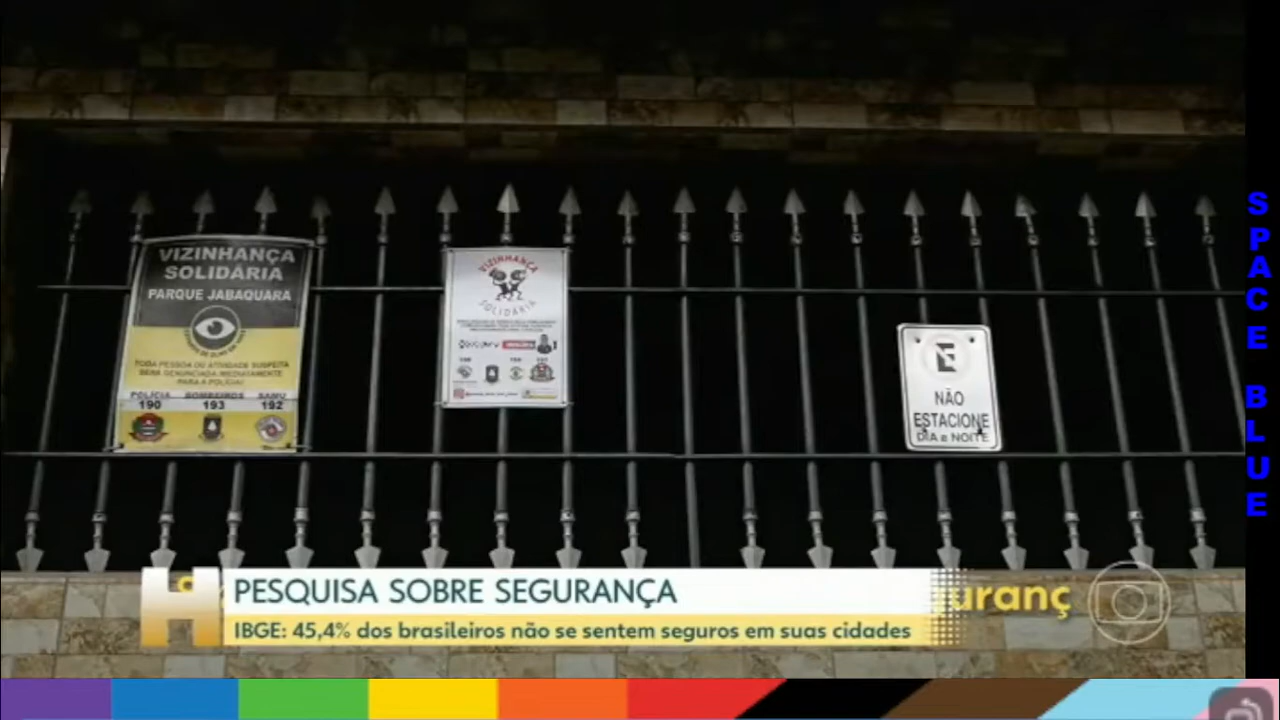 VIZINHANÇA
SOLIDÁRIA
PARQUE JABAQUARA
TODA PESSOA OU ATIVIDADE SUSPEITA
SERÁ DENUNCIADA IMEDIATAMENTE
PARA A POLÍCIA!
POLÍCIA BOMBEIROS SAMU
190 193 192
VIZINHANÇA
SOLIDÁRIA
E
NÃO
ESTACIONE
DIA e NOITE
H
PESQUISA SOBRE SEGURANÇA
uranç
IBGE: 45,4% dos brasileiros não se sentem seguros em suas cidades
SPACE BLUE